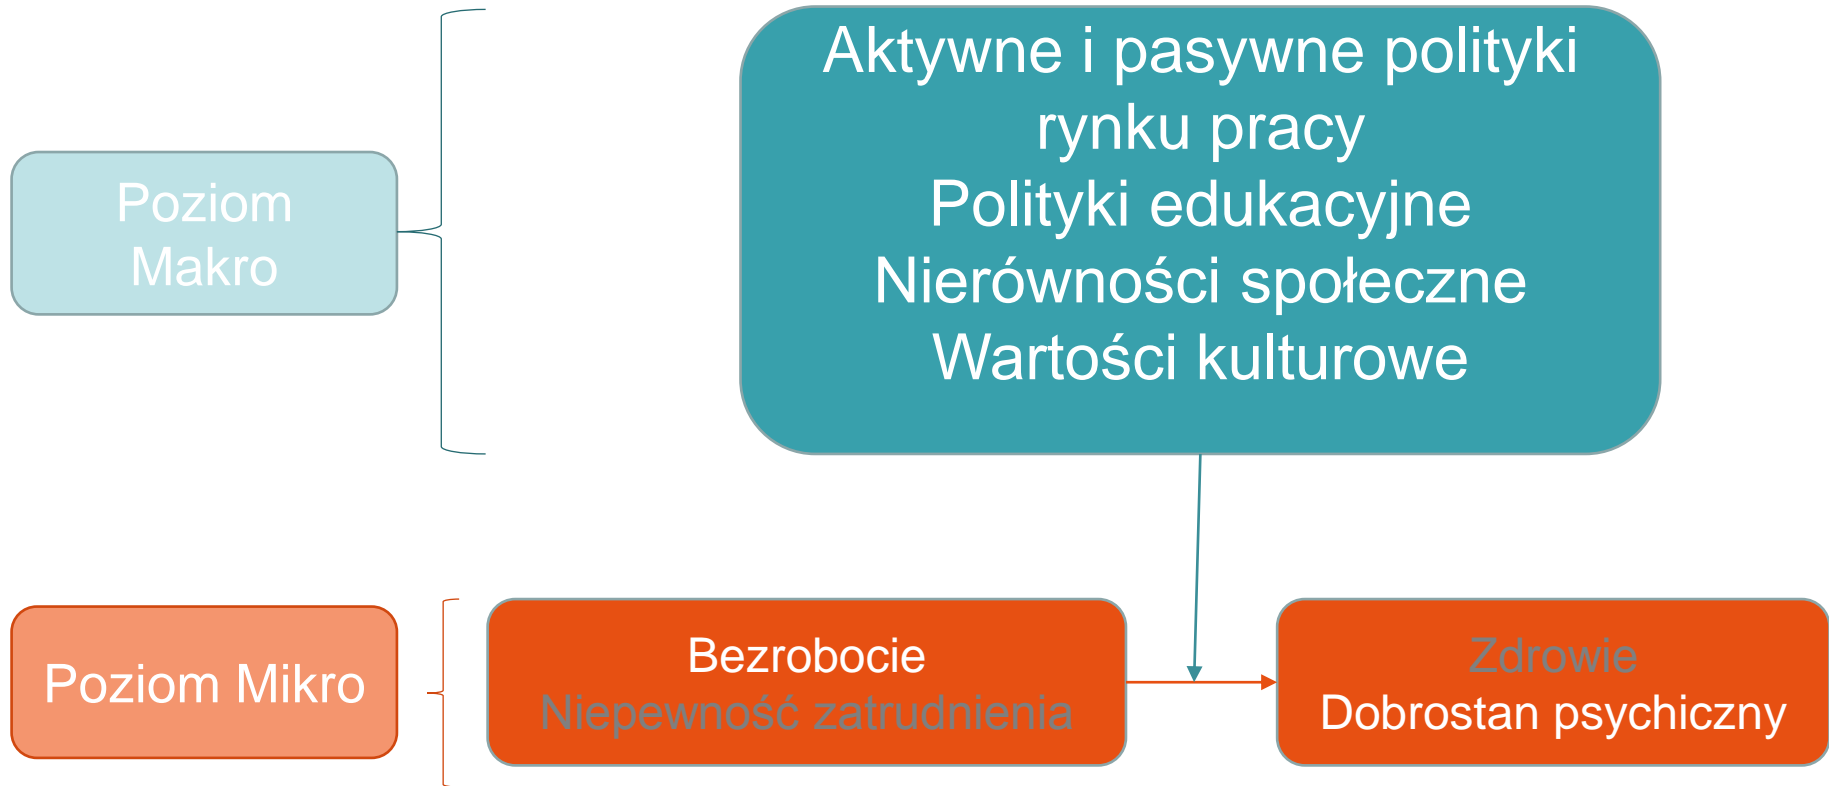 Aktywne i pasywne polityki
rynku pracy
Polityki edukacyjne
Nierówności społeczne
Wartości kulturowe
Poziom
Makro
Poziom Mikro
Bezrobocie
Niepewność zatrudnienia
Zdrowie
Dobrostan psychiczny